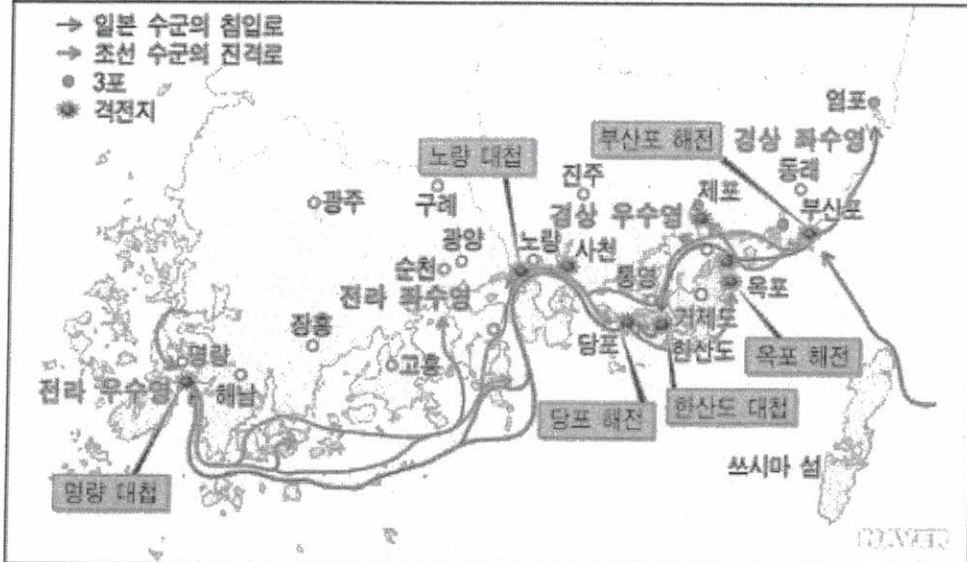 → 일본 수군의 침입로
→ 조선 수군의 진격로
● 3포
격전지
염포
부산포 해전
경상 좌수영
노량 대첩
동래
진주
제포
광주
구례
경상 우수영
부산포
광양
노량
사천
순천
통영
옥포
전라 좌수영
장흥
거제도
당포
한산도
옥포 해전
명량
고흥
전라 우수영
해남
한산도 대첩
당포 해전
쓰시마 섬
명량 대첩
NAVER